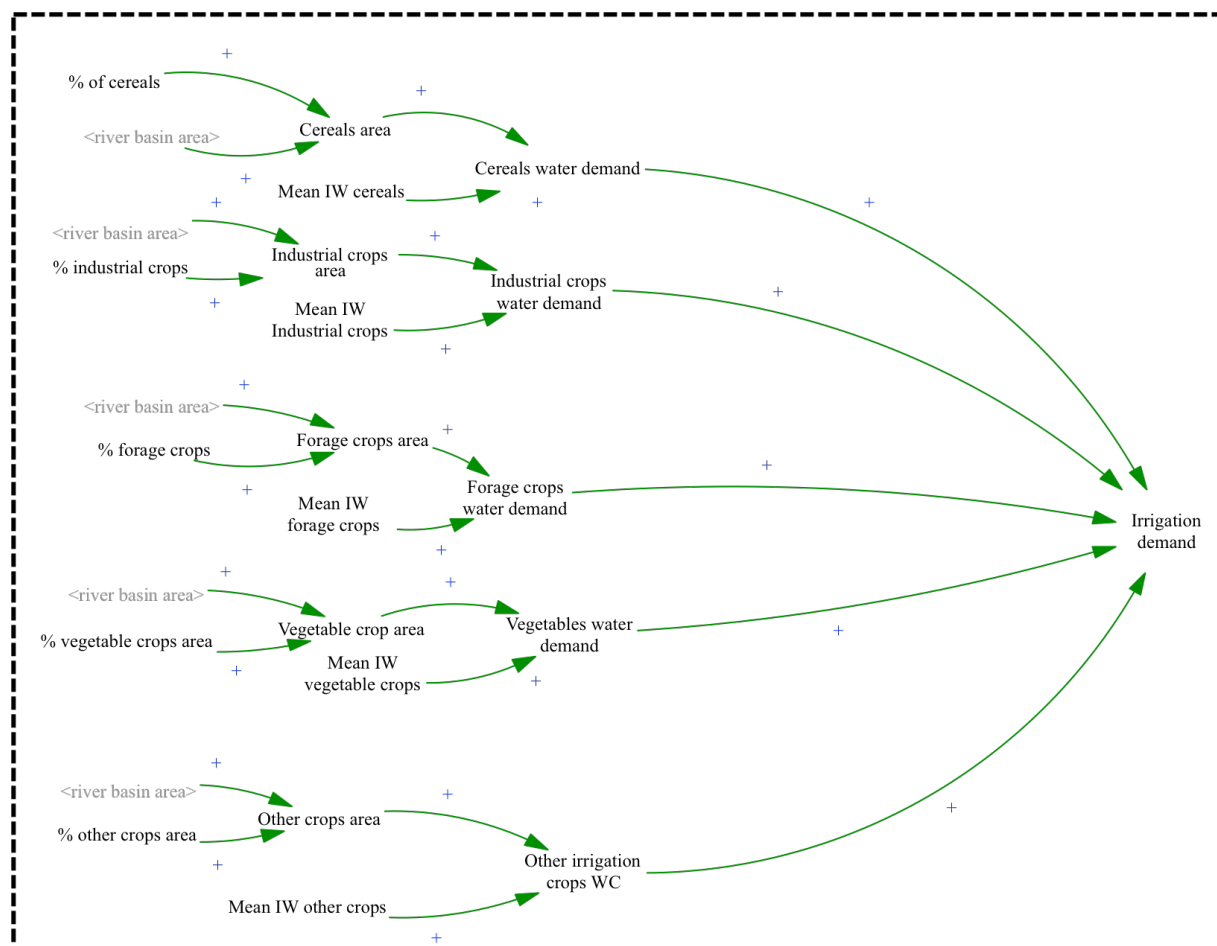 % of cereals
<river basin area>
Cereals area
Cereals water demand
Mean IW cereals
<river basin area>
% industrial crops
Industrial crops
area
Industrial crops
water demand
Mean IW
Industrial crops
<river basin area>
% forage crops
Forage crops area
Forage crops
water demand
Mean IW
forage crops
Irrigation
demand
<river basin area>
% vegetable crops area
Vegetable crop area
Vegetables water
demand
Mean IW
vegetable crops
<river basin area>
% other crops area
Other crops area
Other irrigation
crops WC
Mean IW other crops